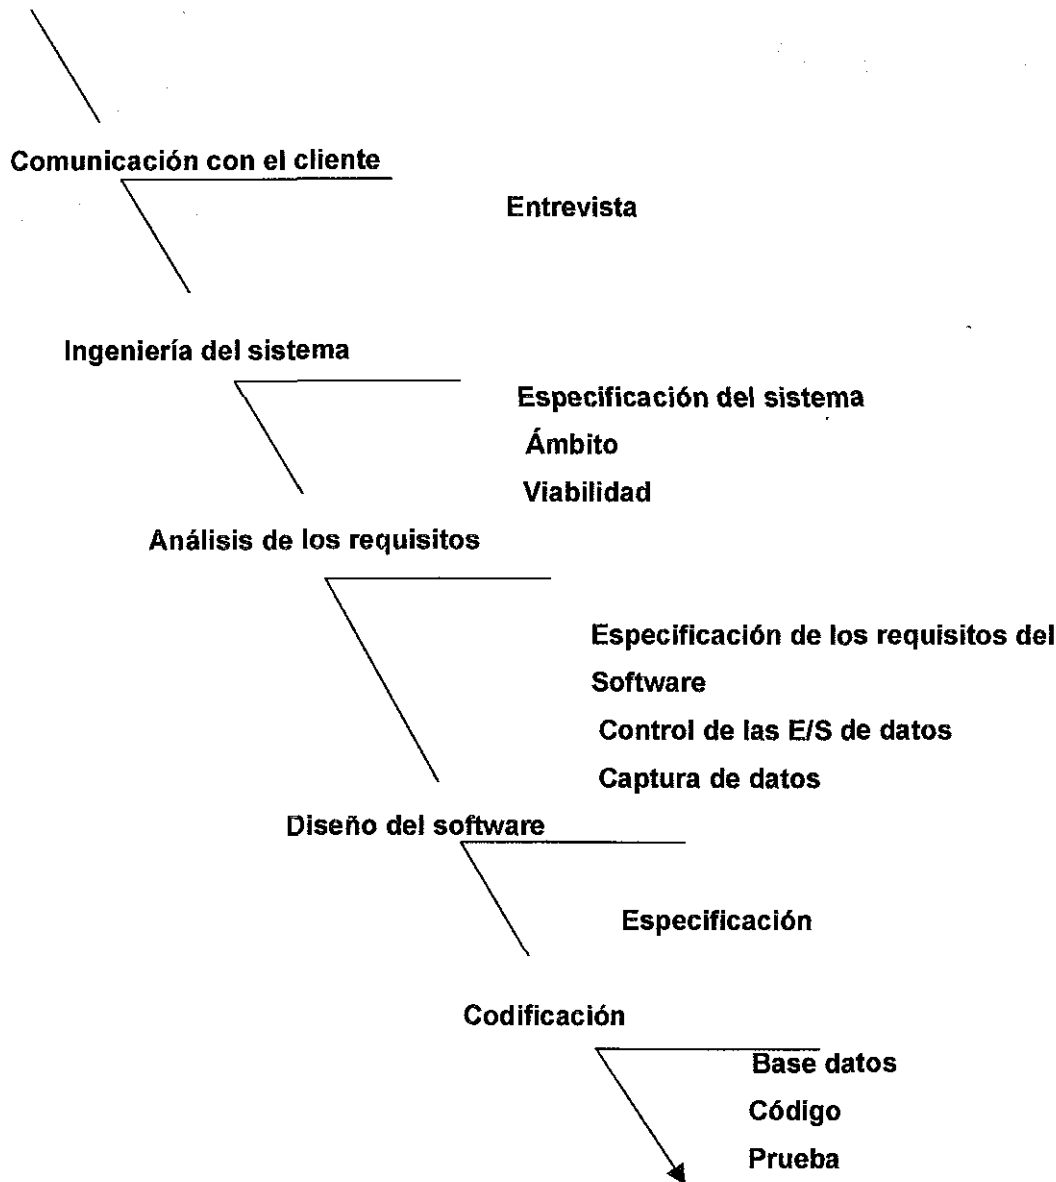 Comunicación con el cliente
Entrevista
Ingeniería del sistema
Especificación del sistema
Ámbito
Viabilidad
Análisis de los requisitos
Especificación de los requisitos del
Software
Control de las E/S de datos
Captura de datos
Diseño del software
Especificación
Codificación
Base datos
Código
Prueba